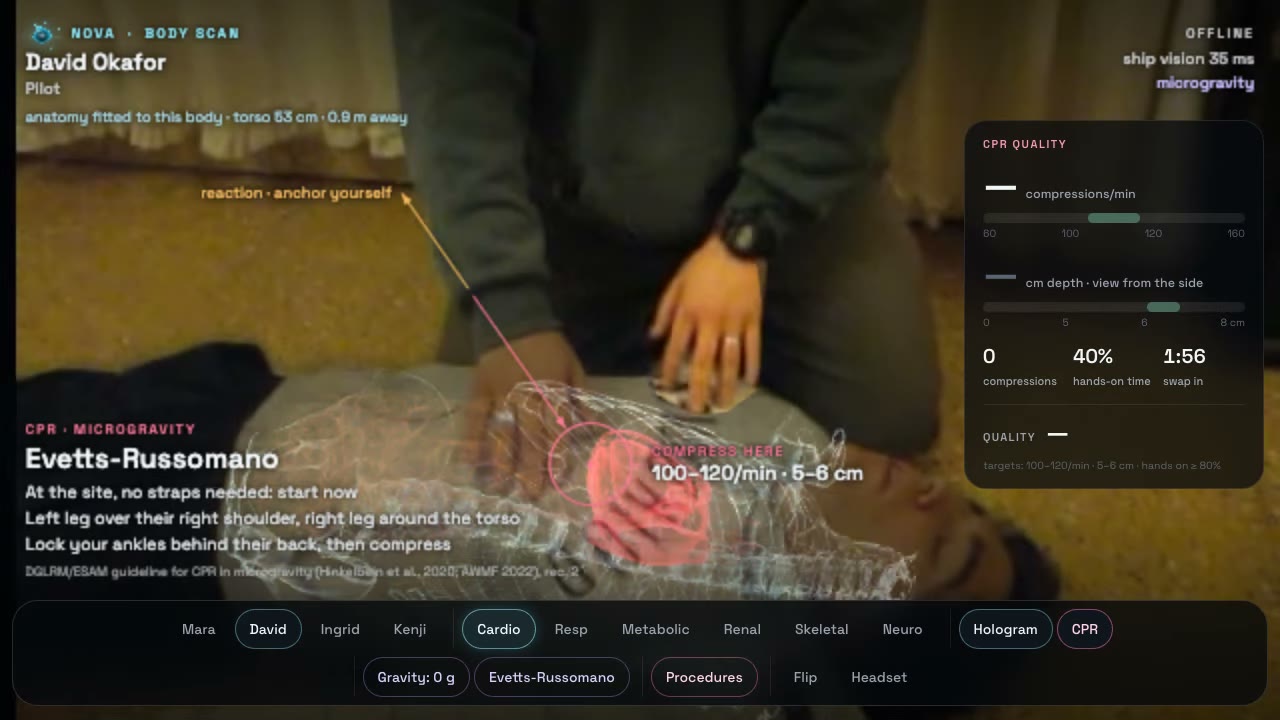 NOVA · BODY SCAN
David Okafor
Pilot
anatomy fitted to this body · torso 53 cm · 0.9 m away
OFFLINE
ship vision 35 ms
microgravity
reaction · anchor yourself
CPR QUALITY
— compressions/min
60 100 120 160
— cm depth · view from the side
0 5 6 8 cm
0 40% 1:56
compressions hands-on time swap in
QUALITY —
targets: 100–120/min · 5–6 cm · hands on ≥ 80%
COMPRESS HERE
100–120/min · 5–6 cm
CPR · MICROGRAVITY
Evetts-Russomano
At the site, no straps needed: start now
Left leg over their right shoulder, right leg around the torso
Lock your ankles behind their back, then compress
DGLRM/ESAM guideline for CPR in microgravity (Hinkelbein et al., 2020; AWMF 2022), rec. 2
Mara David Ingrid Kenji Cardio Resp Metabolic Renal Skeletal Neuro Hologram CPR
Gravity: 0 g Evetts-Russomano Procedures Flip Headset